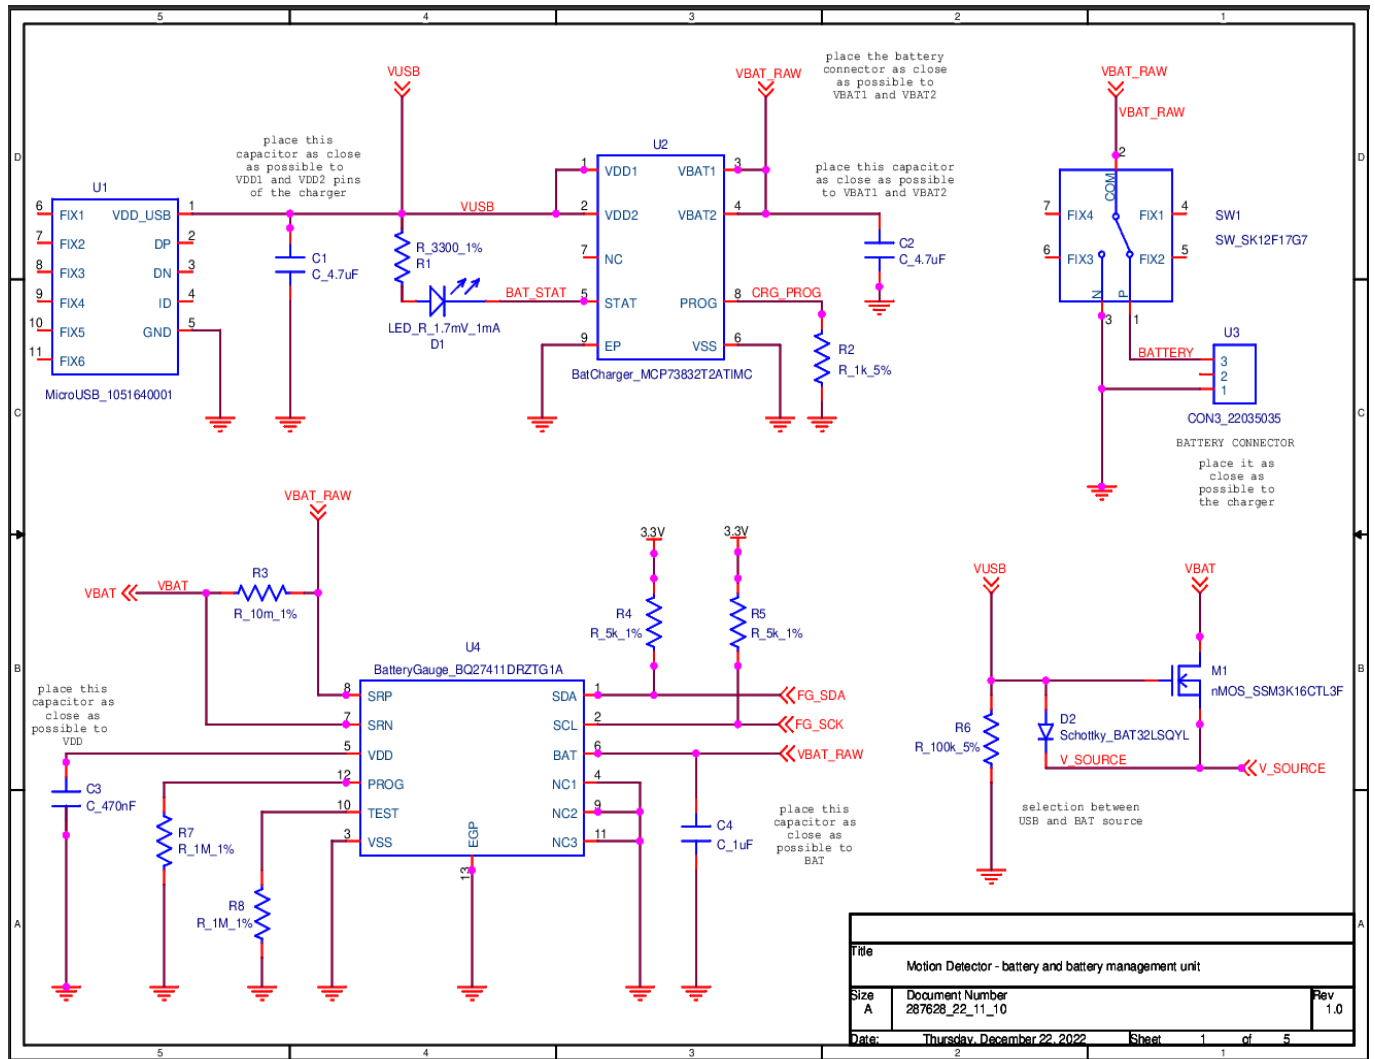 5
4
3
2
1
D
C
B
A
D
C
B
A
VUSB
VBAT_RAW
place the battery
connector as close
as possible to
VBAT1 and VBAT2
VBAT_RAW
VBAT_RAW
place this
capacitor as close
as possible to
VDD1 and VDD2 pins
of the charger
U1
6 FIX1 VDD_USB 1
7 FIX2 DP 2
8 FIX3 DN 3
9 FIX4 ID 4
10 FIX5 GND 5
11 FIX6
MicroUSB_1051640001
C1
C_4.7uF
VUSB
R_3300_1%
R1
LED_R_1.7mV_1mA
D1
BAT_STAT
U2
1 VDD1 VBAT1 3
2 VDD2 VBAT2 4
7 NC
5 STAT PROG 8
9 EP VSS 6
BatCharger_MCP73832T2ATIMC
CRG_PROG
place this capacitor
as close as possible
to VBAT1 and VBAT2
C2
C_4.7uF
R2
R_1k_5%
2
COM
7 FIX4 FIX1 4
6 FIX3 FIX2 5
N P
3 1
SW1
SW_SK12F17G7
BATTERY
U3
3
2
1
CON3_22035035
BATTERY CONNECTOR
place it as
close as
possible to
the charger
VBAT_RAW
VBAT
VBAT
R3
R_10m_1%
3.3V
3.3V
R4
R_5k_1%
R5
R_5k_1%
U4
BatteryGauge_BQ27411DRZTG1A
8 SRP SDA 1
7 SRN SCL 2
5 VDD BAT 6
12 PROG NC1 4
10 TEST NC2 9
3 VSS NC3 11
EGP
13
FG_SDA
FG_SCK
VBAT_RAW
place this
capacitor as
close as
possible to
VDD
C3
C_470nF
R7
R_1M_1%
R8
R_1M_1%
C4
C_1uF
place this
capacitor as
close as
possible to
BAT
VUSB
VBAT
M1
nMOS_SSM3K16CTL3F
R6
R_100k_5%
D2
Schottky_BAT32LSQYL
V_SOURCE
V_SOURCE
selection between
USB and BAT source
Title
Motion Detector - battery and battery management unit
Size
A
Document Number
287628_22_11_10
Rev
1.0
Date: Thursday, December 22, 2022 Sheet 1 of 5
5
4
3
2
1